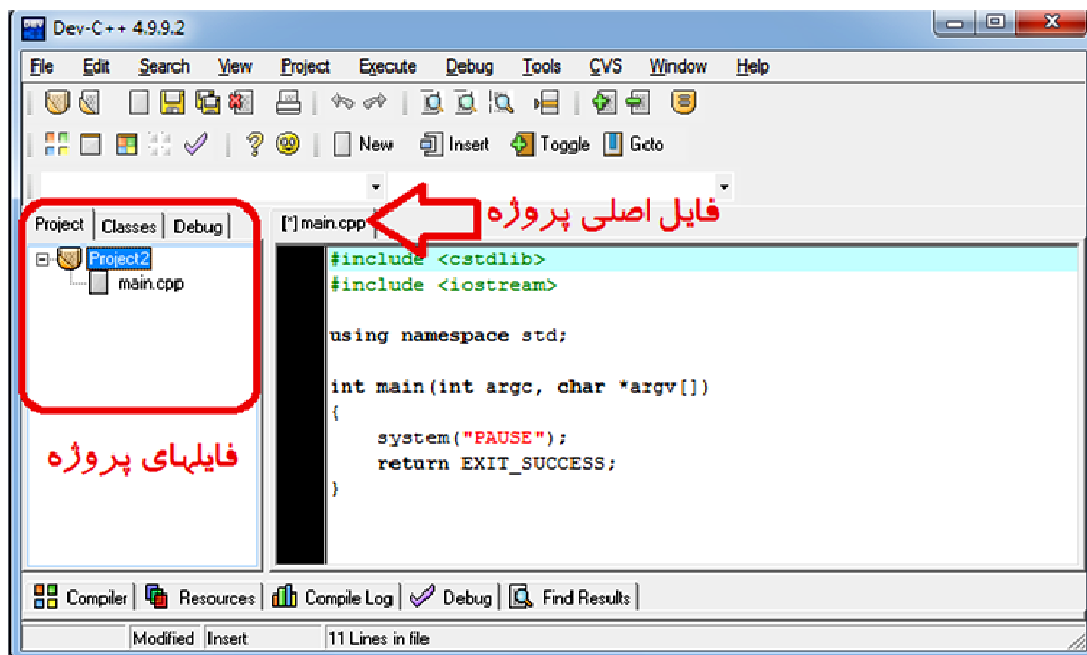 Dev-C++ 4.9.9.2
File Edit Search View Project Execute Debug Tools CVS Window Help
New Insert Toggle Goto
Project Classes Debug
[*] main.cpp
فایل اصلی پروژه
Project2
main.cpp
فایلهای پروژه
#include <cstdlib>
#include <iostream>
using namespace std;
int main(int argc, char *argv[])
{
system("PAUSE");
return EXIT_SUCCESS;
}
Compiler Resources Compile Log Debug Find Results
Modified Insert 11 Lines in file